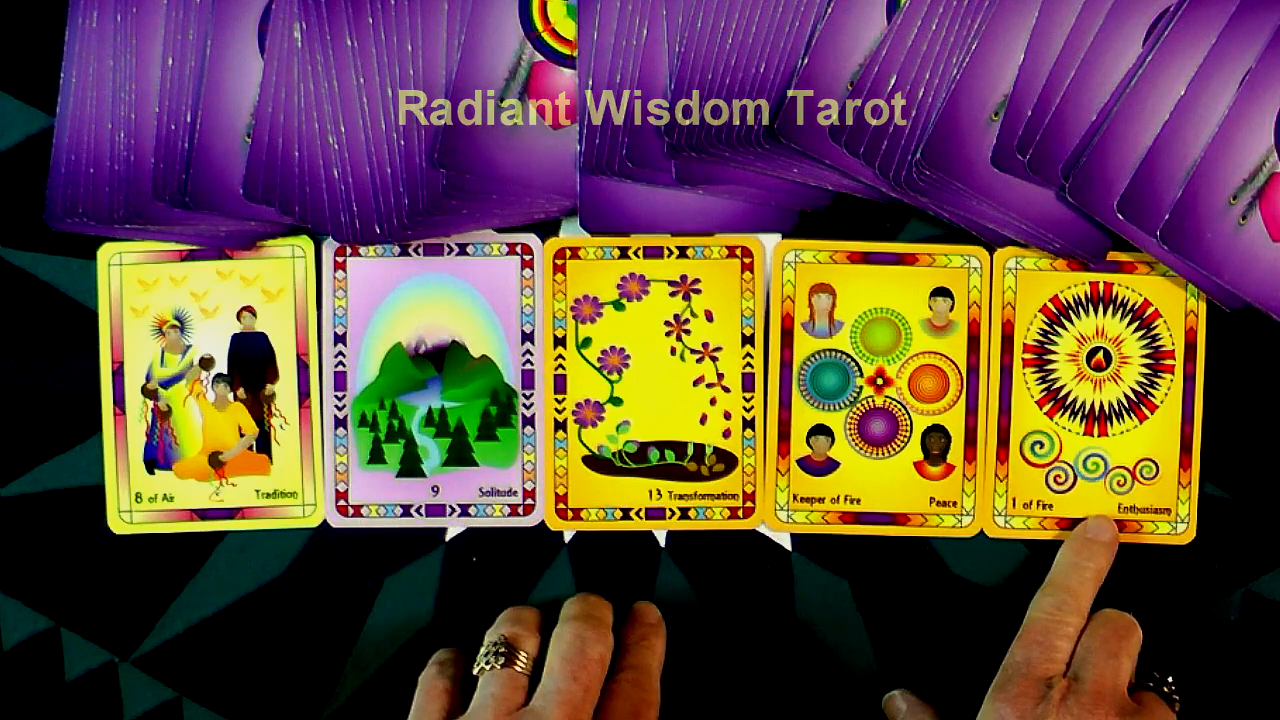 Radiant Wisdom Tarot
8 of Air Tradition
9 Solitude
13 Transformation
Keeper of Fire Peace
1 of Fire Enthusiasm